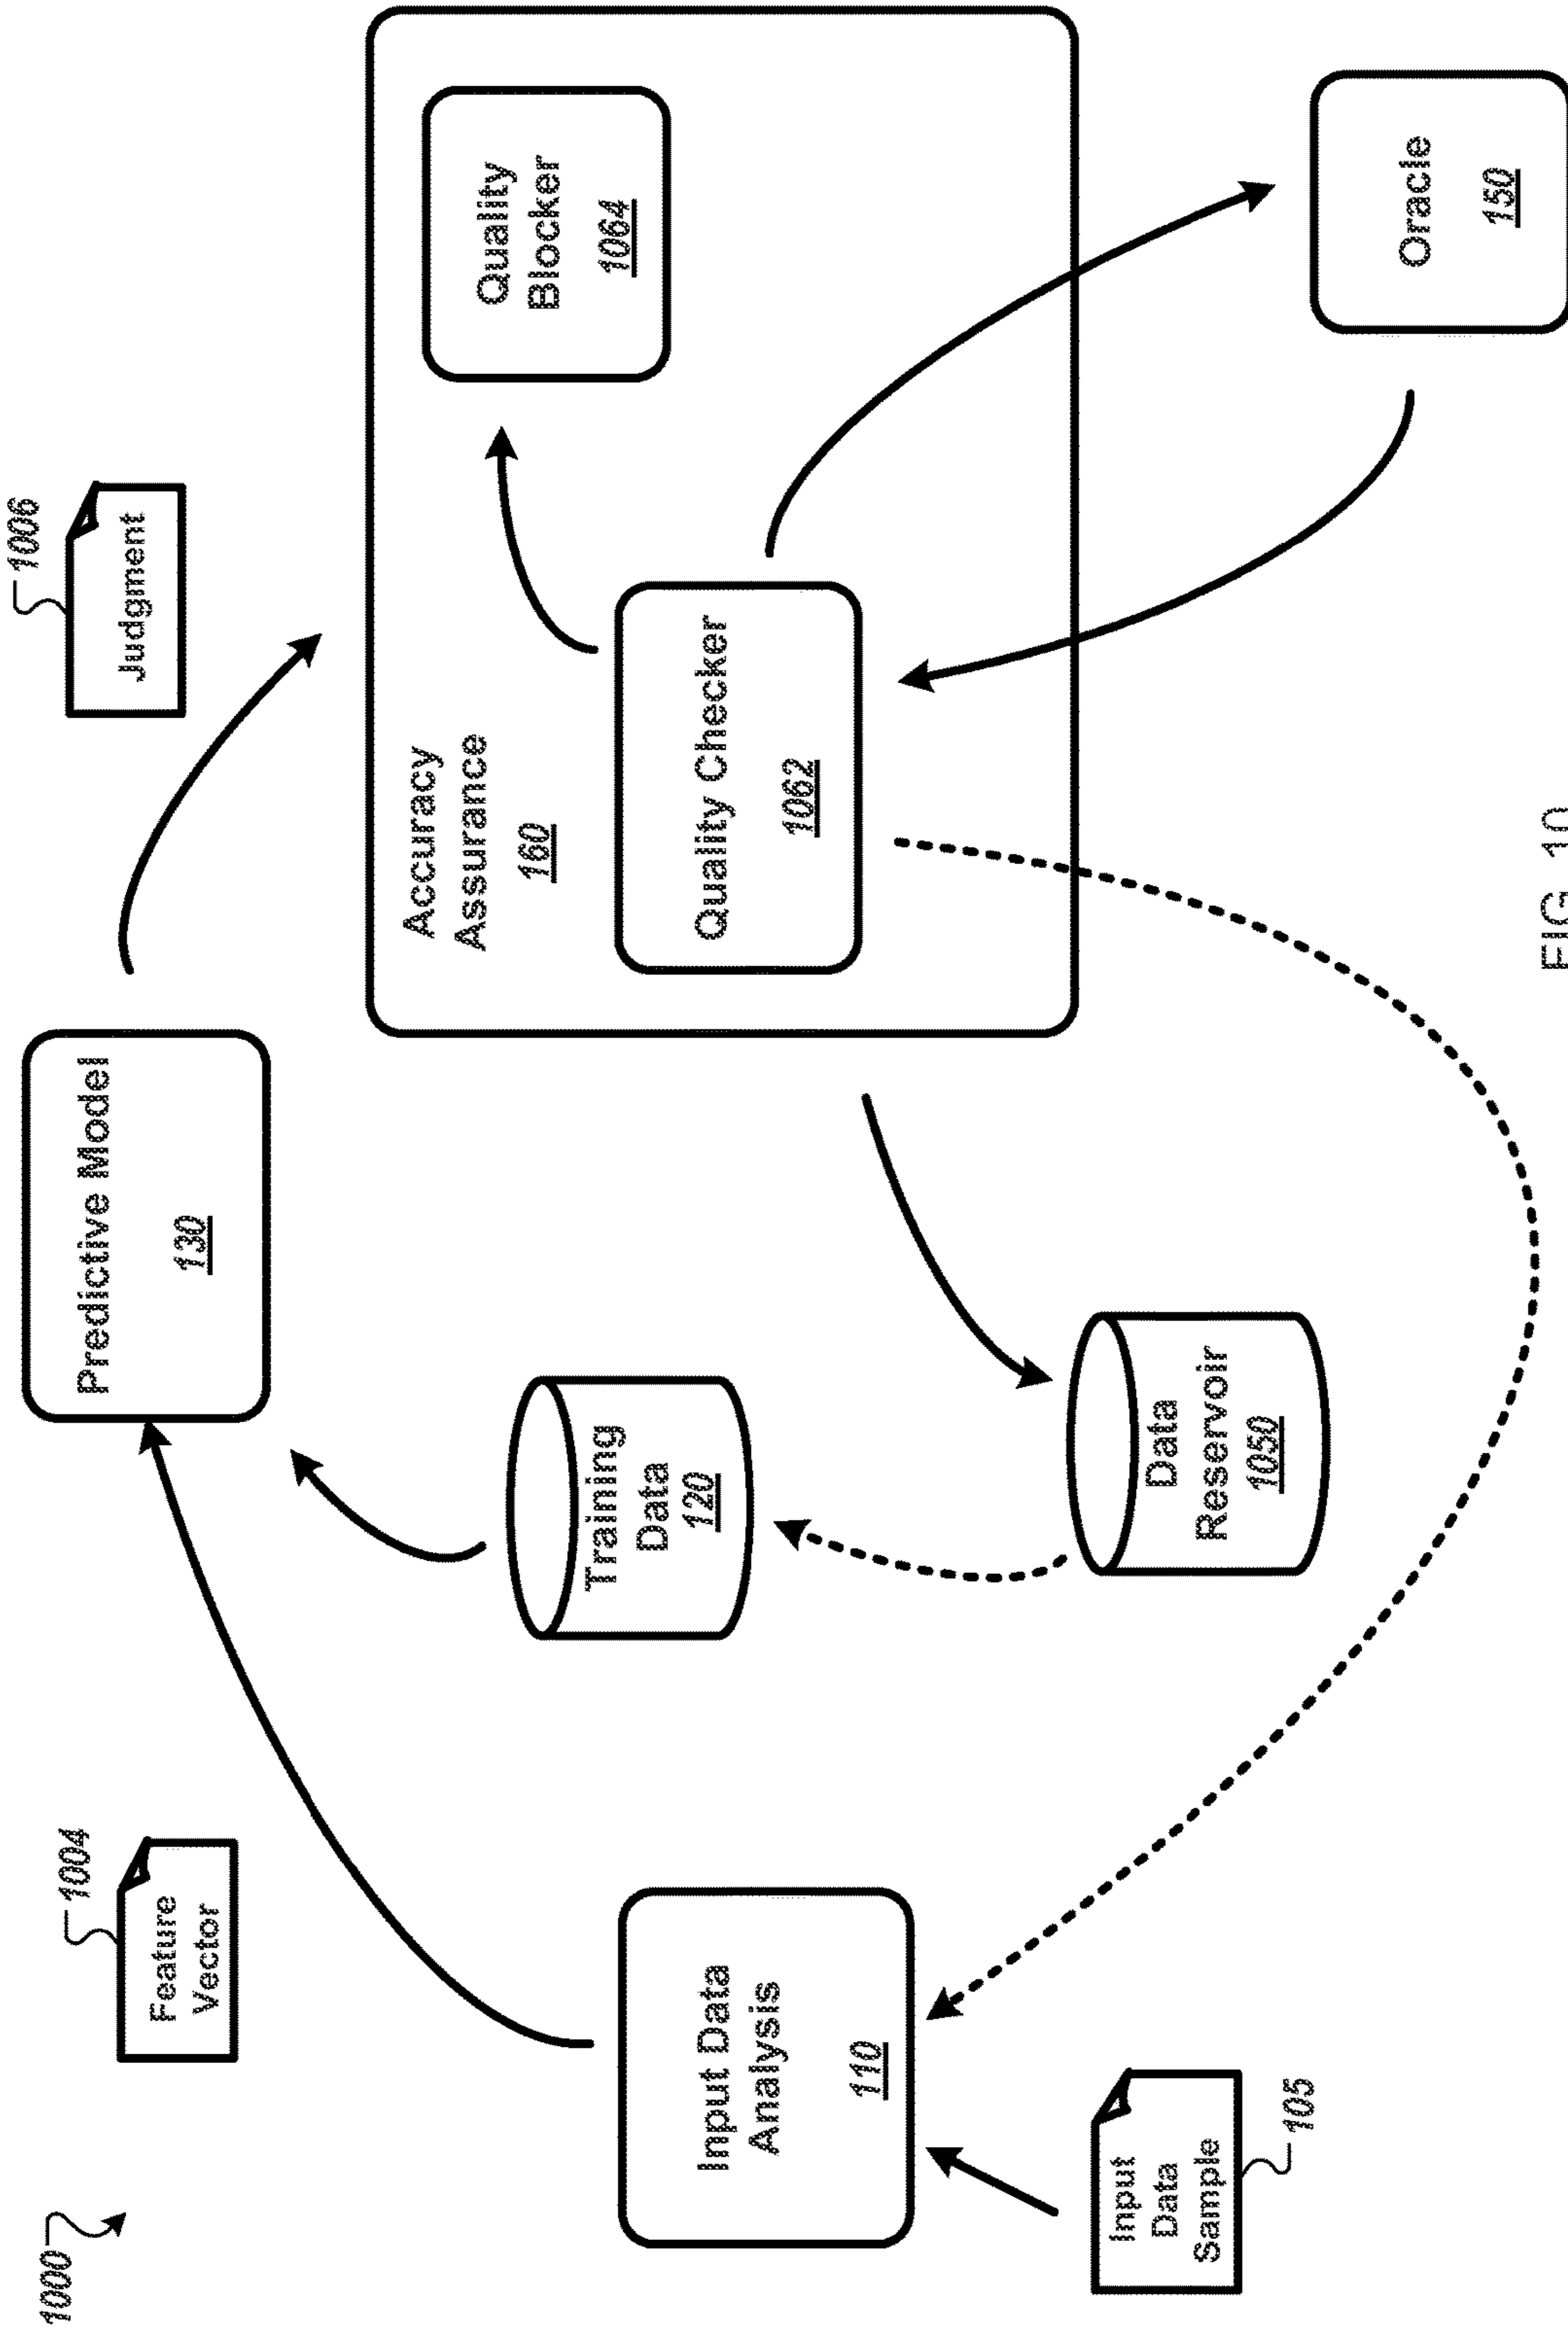 1000
1004
Feature
Vector
Predictive Model
130
1006
Judgment
Input Data
Analysis
110
Training
Data
120
Accuracy
Assurance
160
Quality
Blocker
1064
Quality Checker
1062
Input
Data
Sample
105
Data
Reservoir
1050
Oracle
150
FIG. 10